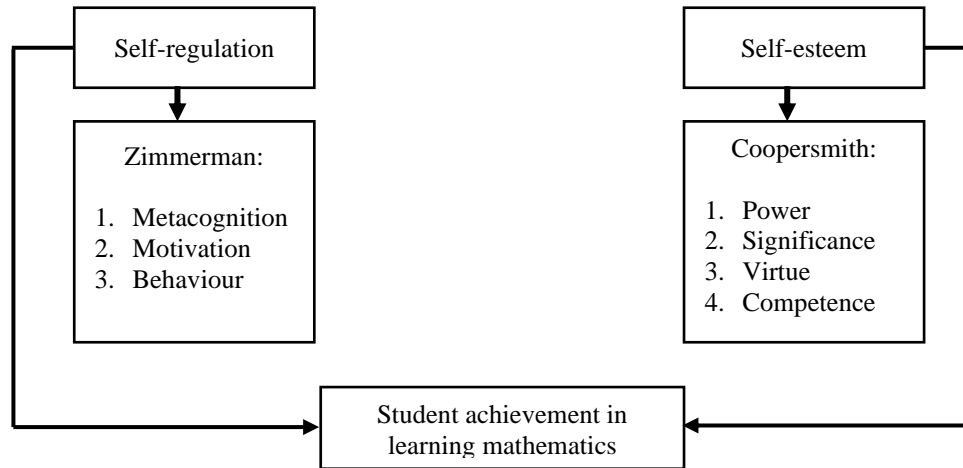 Self-regulation
Self-esteem
Zimmerman:
1. Metacognition
2. Motivation
3. Behaviour
Coopersmith:
1. Power
2. Significance
3. Virtue
4. Competence
Student achievement in
learning mathematics